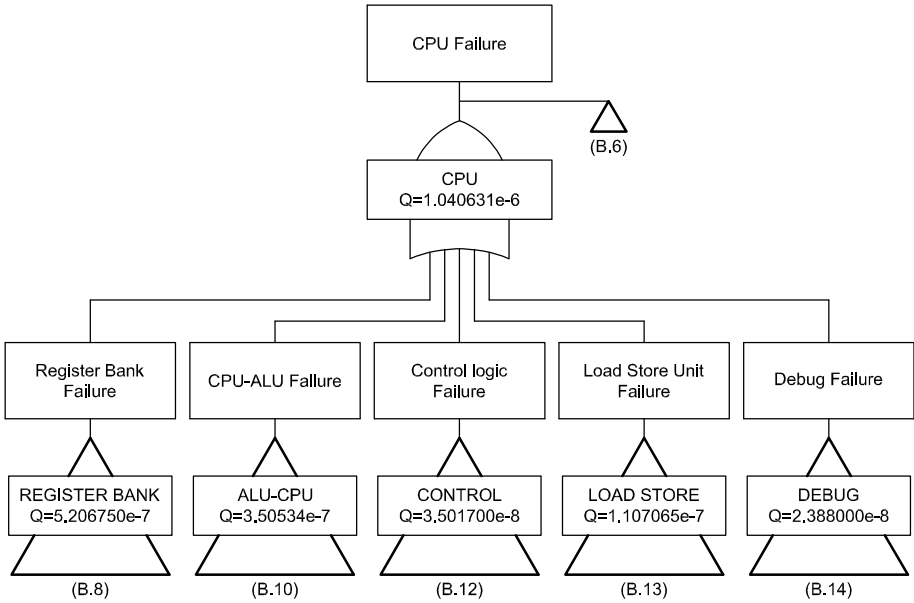 CPU Failure
(B.6)
CPU
Q=1.040631e-6
Register Bank
Failure
CPU-ALU Fallure
Control logic
Failure
Load Store Unit
Failure
Debug Failure
REGISTER BANK
Q=5.206750e-7
ALU-CPU
Q=3.50534e-7
CONTROL
Q=3.501700e-8
LOAD STORE
Q=1.107065e-7
DEBUG
Q=2.388000e-8
(B.8)
(B.10)
(B.12)
(B.13)
(B.14)